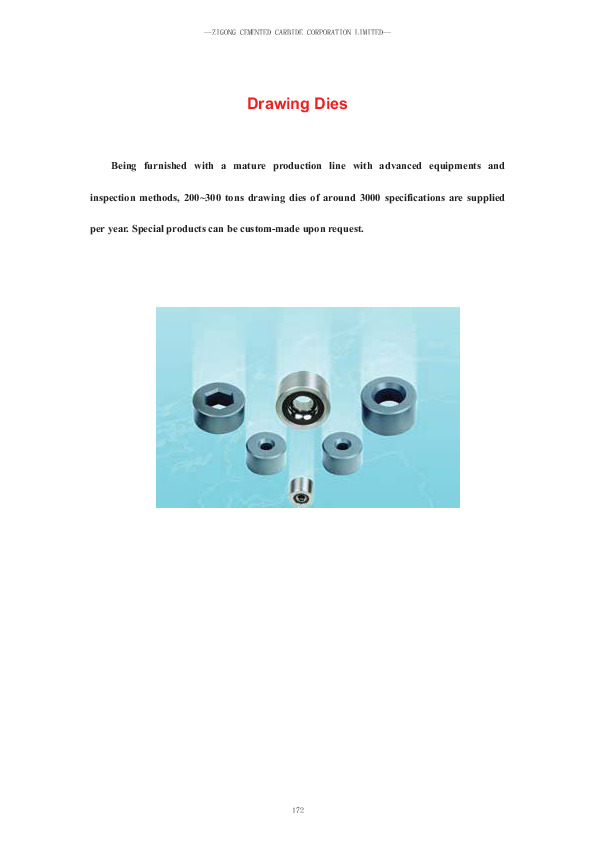 ——ZIGONG CEMENTED CARBIDE CORPORATION LIMITED——
Drawing Dies
Being furnished with a mature production line with advanced equipments and
inspection methods, 200~300 tons drawing dies of around 3000 specifications are supplied
per year. Special products can be custom-made upon request.
172